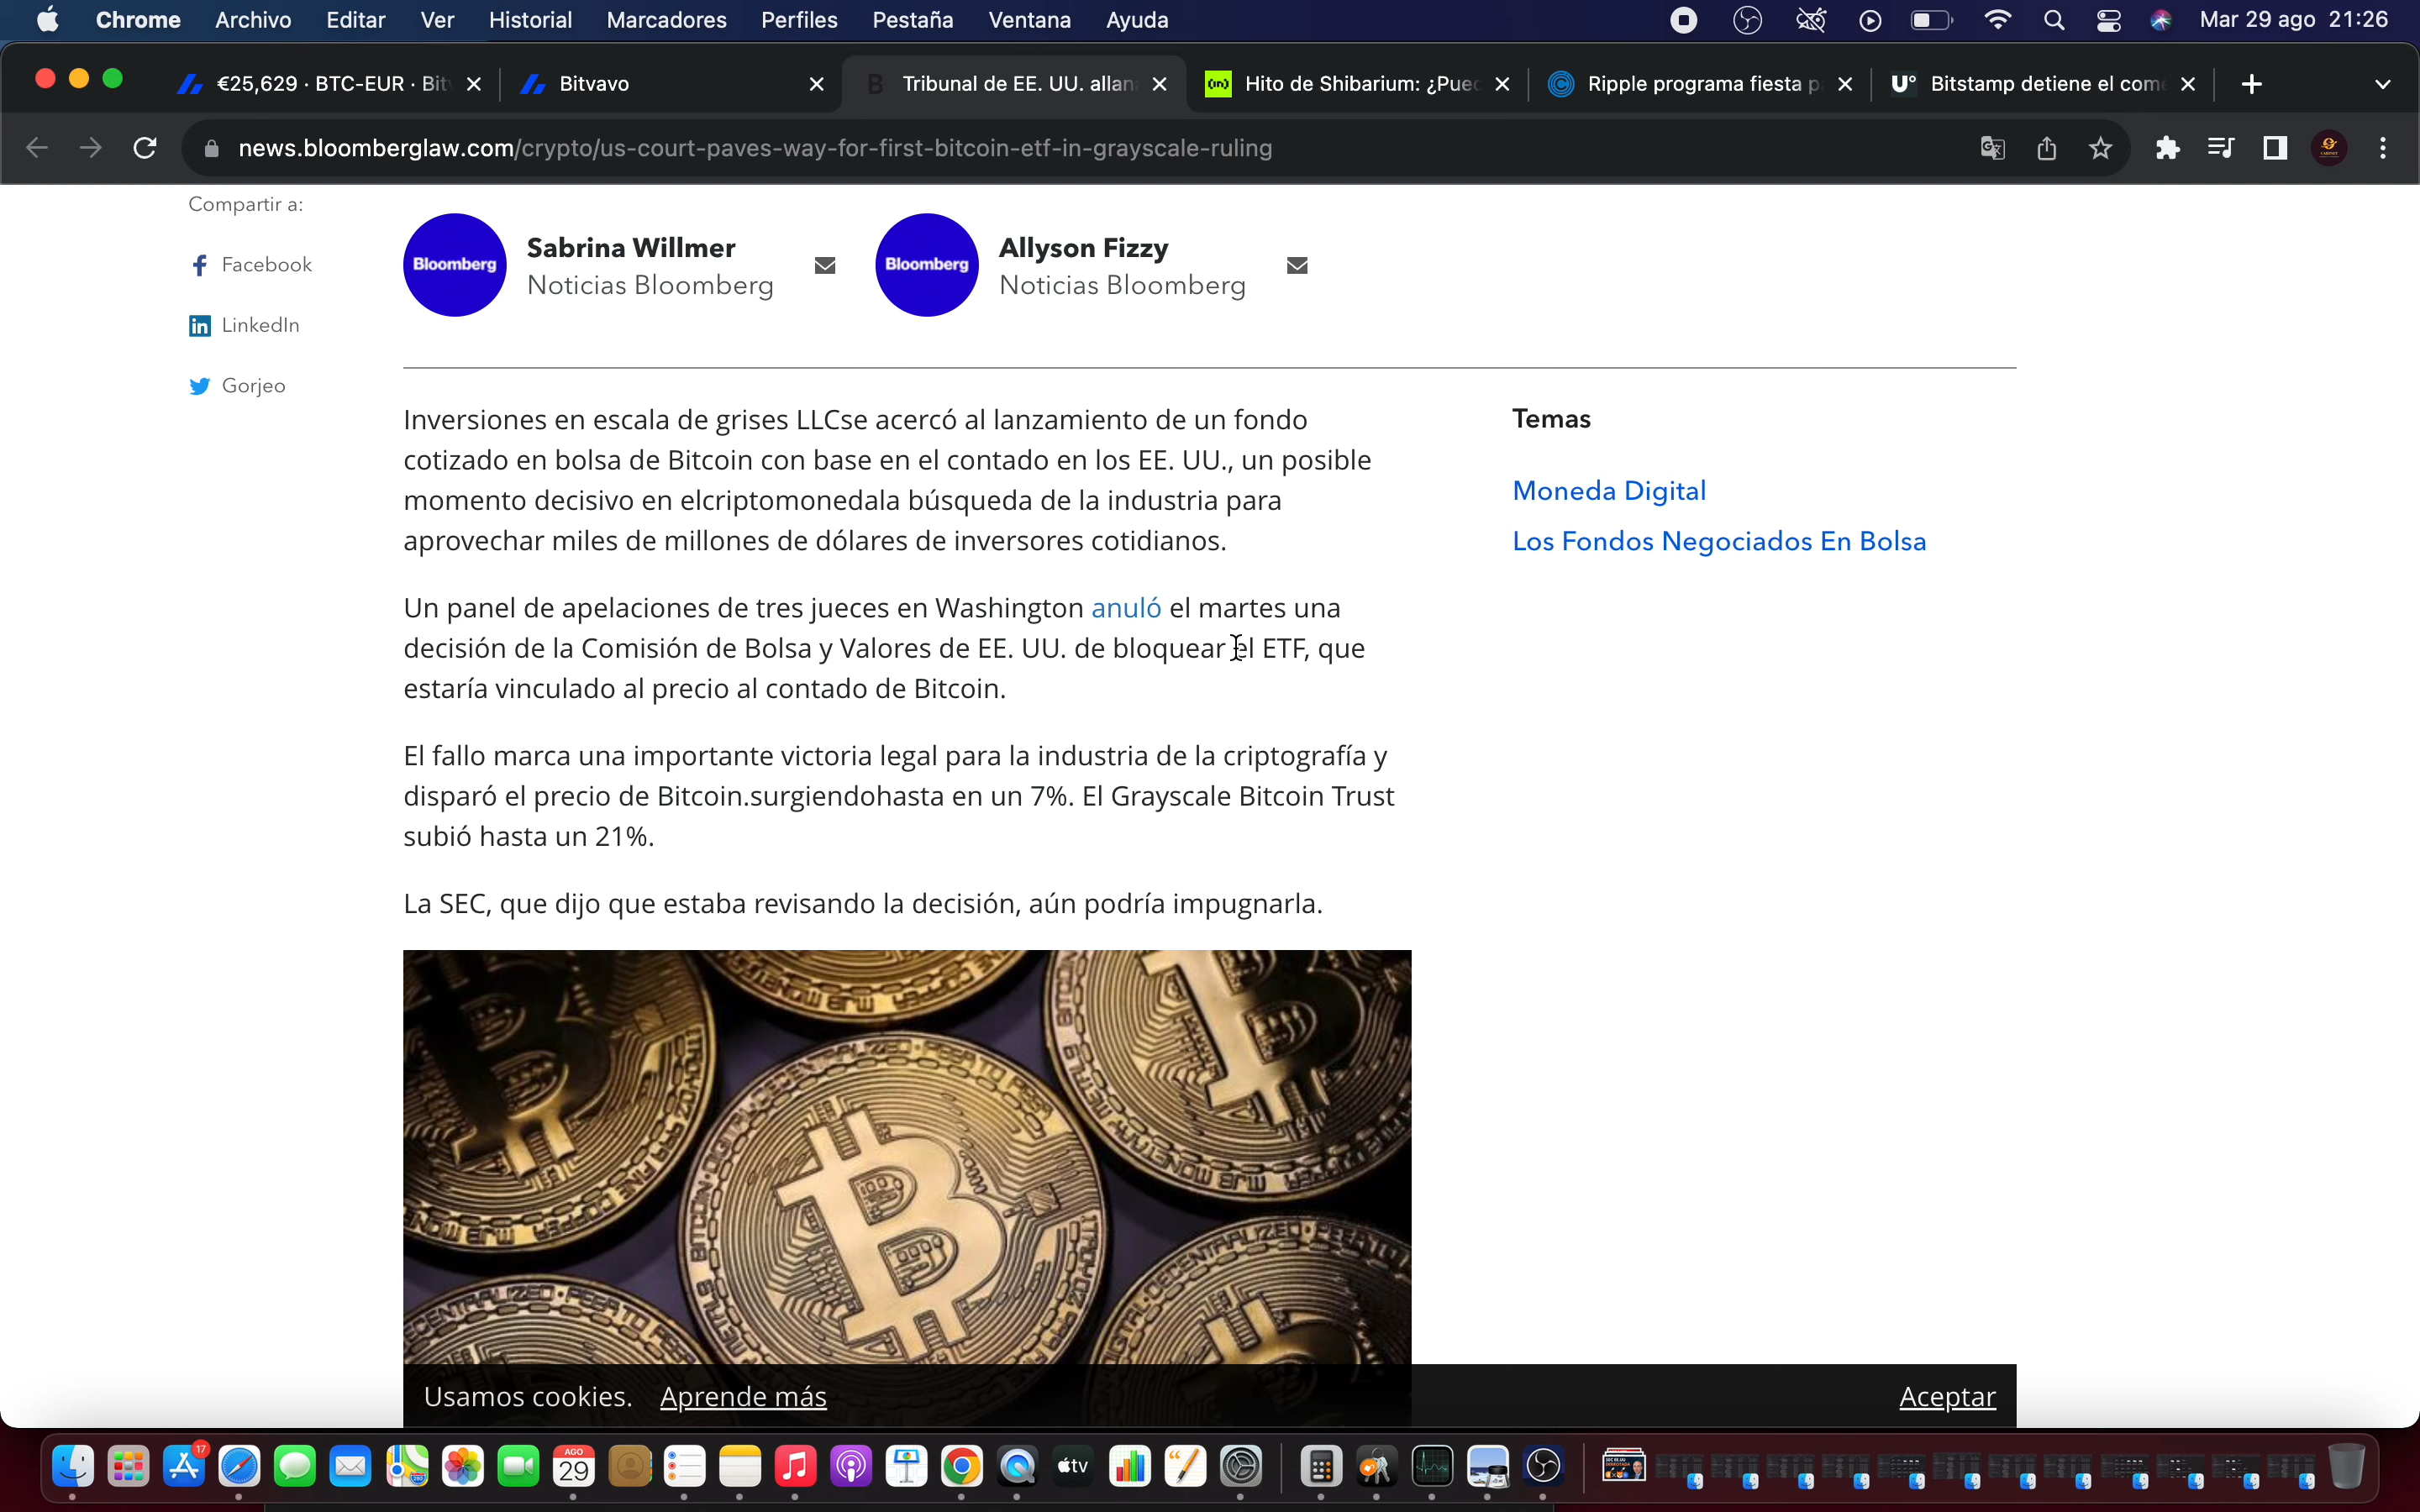 Chrome Archivo Editar Ver Historial Marcadores Perfiles Pestaña Ventana Ayuda Mar 29 ago 21:26
€25,629 · BTC-EUR · Bit Bitvavo Tribunal de EE. UU. allan Hito de Shibarium: ¿Pued Ripple programa fiesta p Bitstamp detiene el com
news.bloomberglaw.com/crypto/us-court-paves-way-for-first-bitcoin-etf-in-grayscale-ruling
Compartir a:
Facebook
LinkedIn
Gorjeo
Bloomberg
Sabrina Willmer
Noticias Bloomberg
Bloomberg
Allyson Fizzy
Noticias Bloomberg
Inversiones en escala de grises LLCse acercó al lanzamiento de un fondo
cotizado en bolsa de Bitcoin con base en el contado en los EE. UU., un posible
momento decisivo en elcriptomonedala búsqueda de la industria para
aprovechar miles de millones de dólares de inversores cotidianos.
Un panel de apelaciones de tres jueces en Washington anuló el martes una
decisión de la Comisión de Bolsa y Valores de EE. UU. de bloquear el ETF, que
estaría vinculado al precio al contado de Bitcoin.
El fallo marca una importante victoria legal para la industria de la criptografía y
disparó el precio de Bitcoin.surgiendohasta en un 7%. El Grayscale Bitcoin Trust
subió hasta un 21%.
La SEC, que dijo que estaba revisando la decisión, aún podría impugnarla.
Temas
Moneda Digital
Los Fondos Negociados En Bolsa
Usamos cookies. Aprende más Aceptar
17
AGO
29
tv